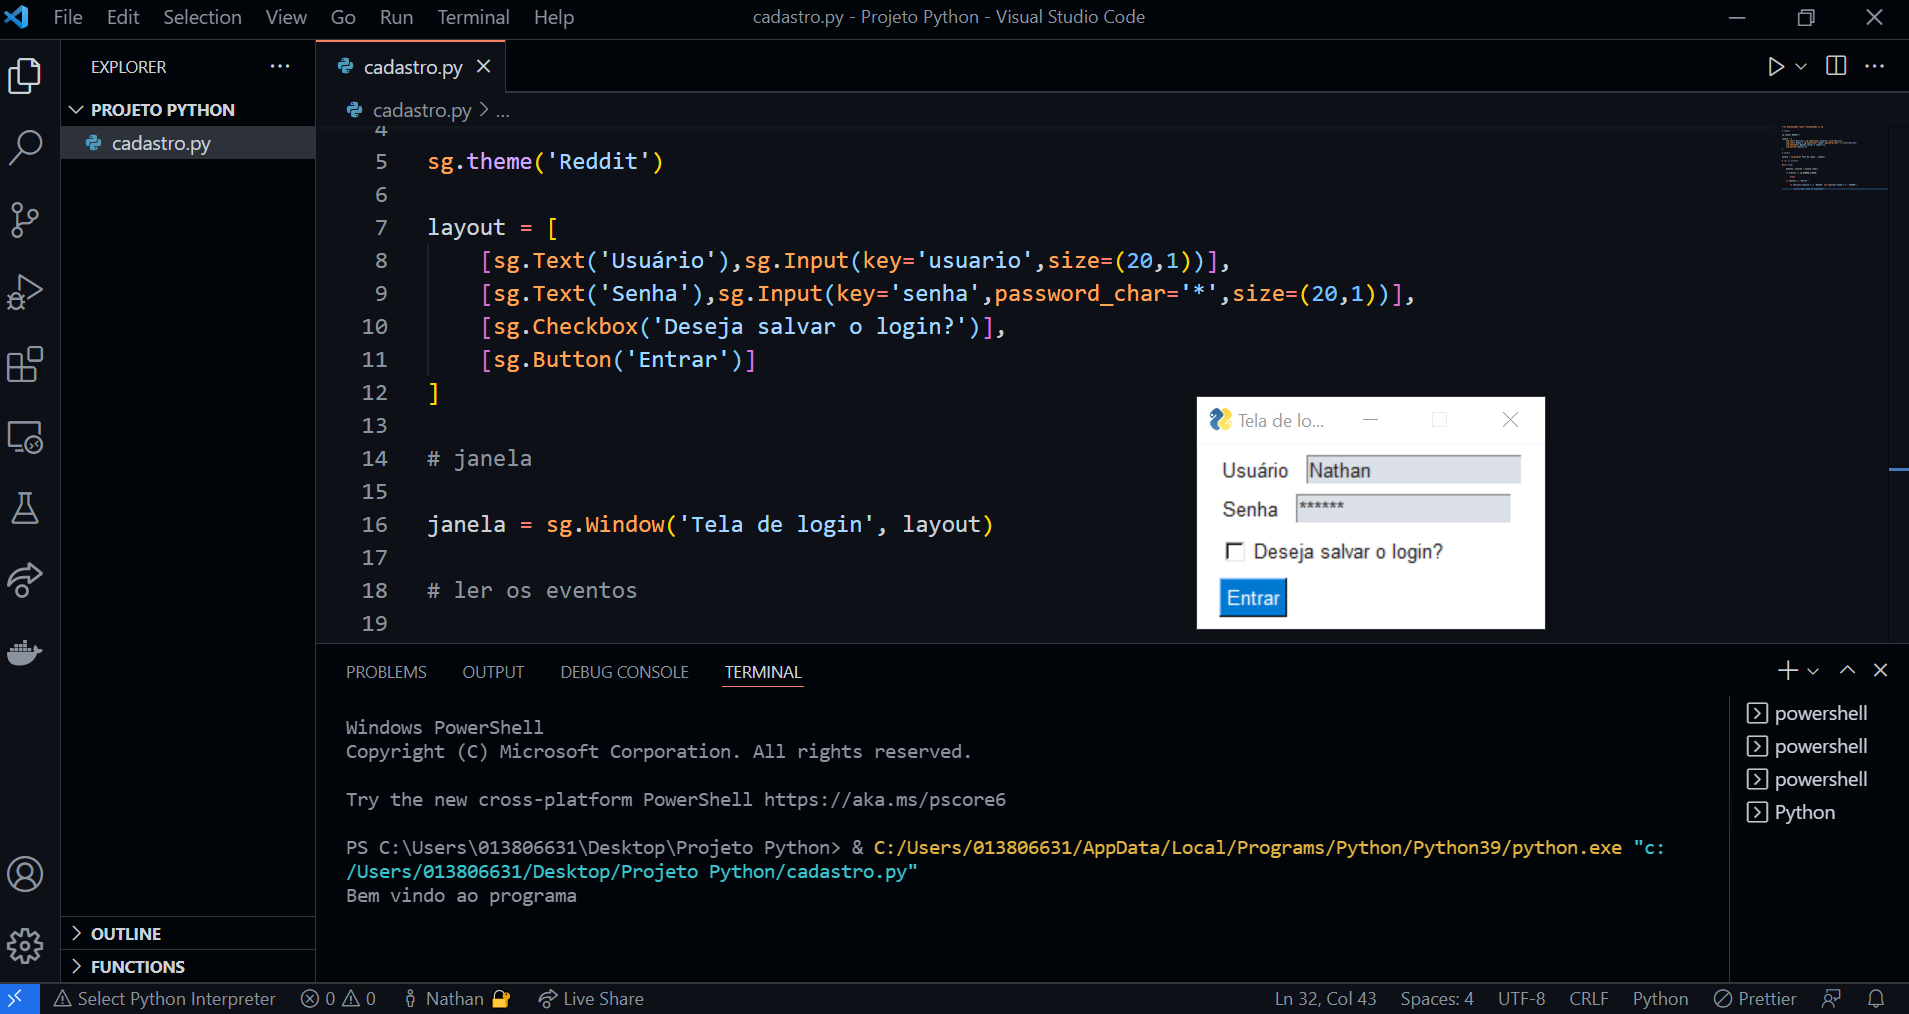 File Edit Selection View Go Run Terminal Help
cadastro.py - Projeto Python - Visual Studio Code
EXPLORER
PROJETO PYTHON
cadastro.py
OUTLINE
FUNCTIONS
cadastro.py
cadastro.py > ...
4
5 sg.theme('Reddit')
6
7 layout = [
8 [sg.Text('Usuário'),sg.Input(key='usuario',size=(20,1))],
9 [sg.Text('Senha'),sg.Input(key='senha',password_char='*',size=(20,1))],
10 [sg.Checkbox('Deseja salvar o login?')],
11 [sg.Button('Entrar')]
12 ]
13
14 # janela
15
16 janela = sg.Window('Tela de login', layout)
17
18 # ler os eventos
19
Tela de lo...
Usuário Nathan
Senha ******
Deseja salvar o login?
Entrar
PROBLEMS OUTPUT DEBUG CONSOLE TERMINAL
Windows PowerShell
Copyright (C) Microsoft Corporation. All rights reserved.
Try the new cross-platform PowerShell https://aka.ms/pscore6
PS C:\Users\013806631\Desktop\Projeto Python> & C:/Users/013806631/AppData/Local/Programs/Python/Python39/python.exe "c:
/Users/013806631/Desktop/Projeto Python/cadastro.py"
Bem vindo ao programa
powershell
powershell
powershell
Python
Select Python Interpreter 0 0 Nathan Live Share
Ln 32, Col 43 Spaces: 4 UTF-8 CRLF Python Prettier